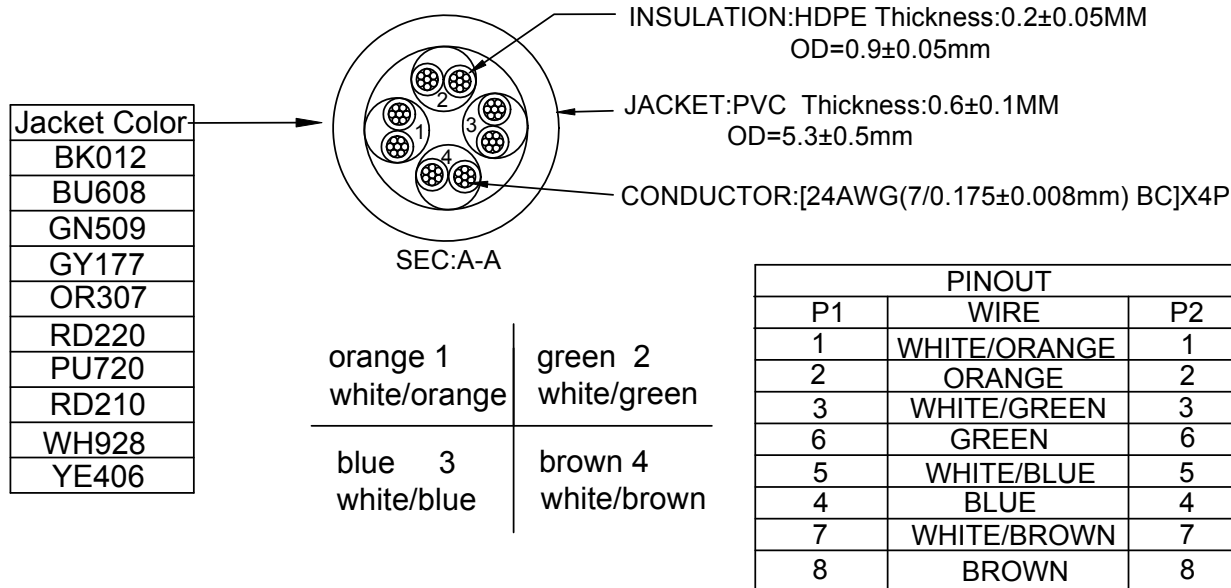 INSULATION:HDPE Thickness:0.2±0.05MM
OD=0.9±0.05mm
JACKET:PVC Thickness:0.6±0.1MM
OD=5.3±0.5mm
CONDUCTOR:[24AWG(7/0.175±0.008mm) BC]X4P
Jacket Color
BK012
BU608
GN509
GY177
OR307
RD220
PU720
RD210
WH928
YE406
2
1 3
4
SEC:A-A
orange 1
white/orange
green 2
white/green
blue 3
white/blue
brown 4
white/brown
PINOUT
P1 WIRE P2
1 WHITE/ORANGE 1
2 ORANGE 2
3 WHITE/GREEN 3
6 GREEN 6
5 WHITE/BLUE 5
4 BLUE 4
7 WHITE/BROWN 7
8 BROWN 8